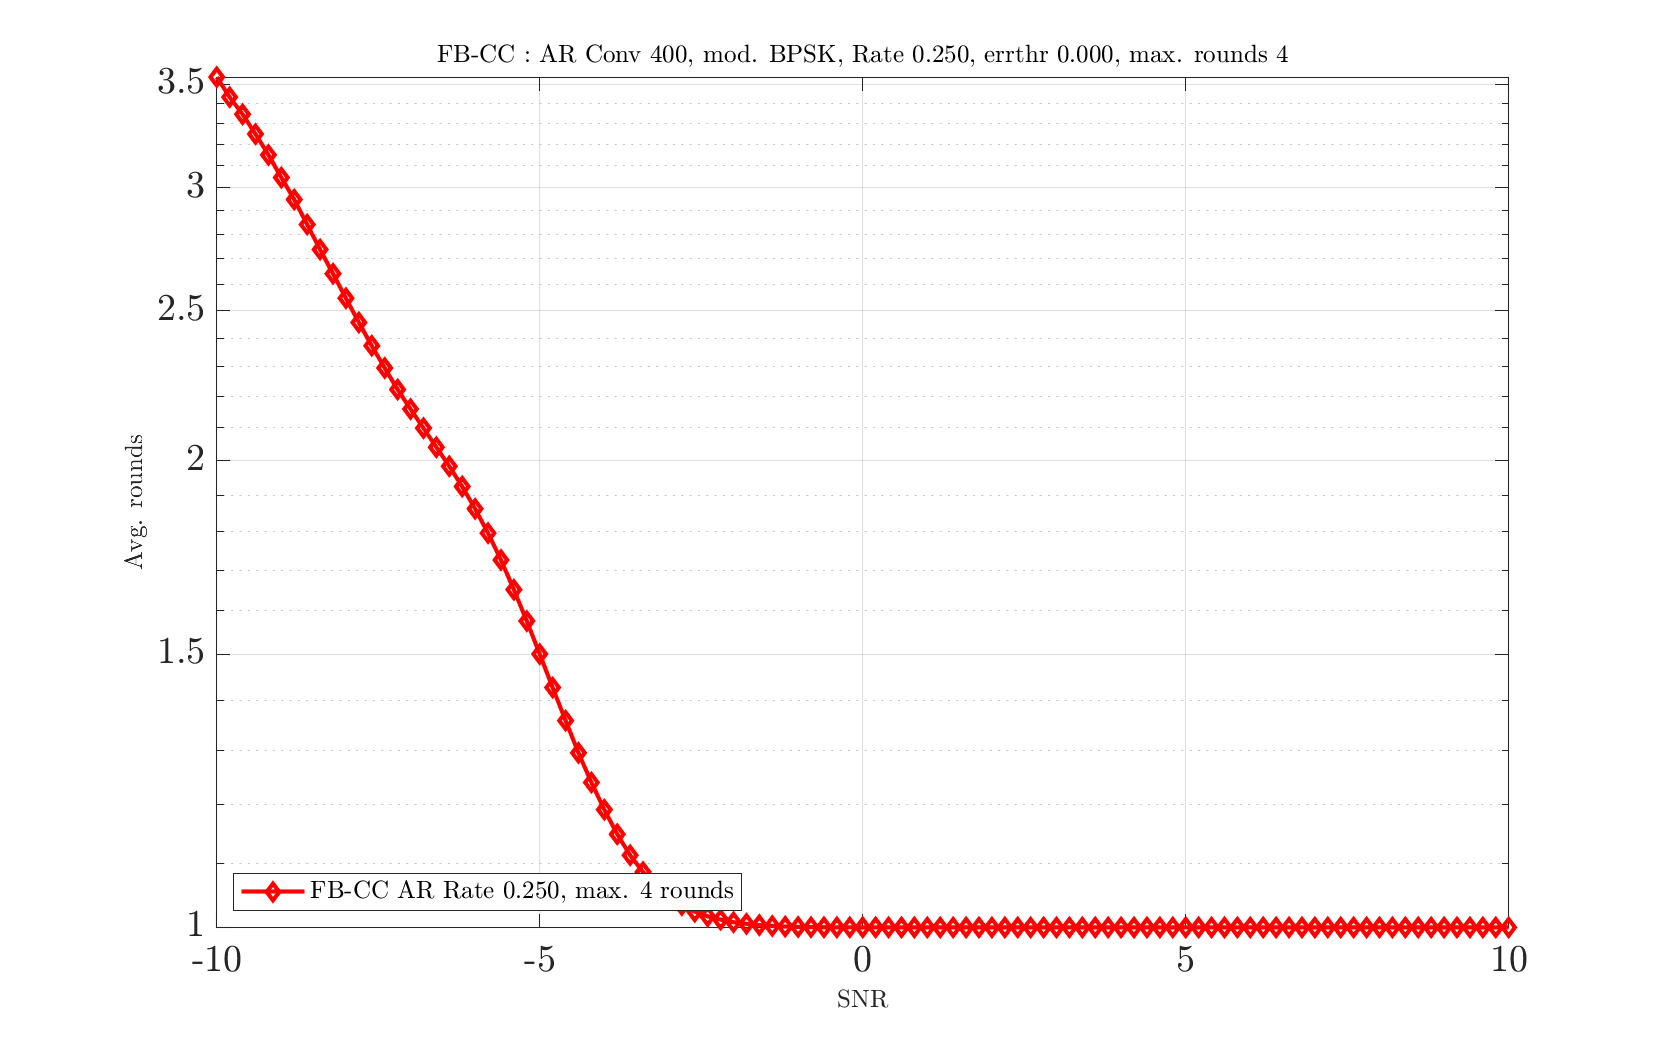 FB-CC : AR Conv 400, mod. BPSK, Rate 0.250, errthr 0.000, max. rounds 4
3.5
3
2.5
2
1.5
1
Avg. rounds
FB-CC AR Rate 0.250, max. 4 rounds
-10
-5
0
5
10
SNR